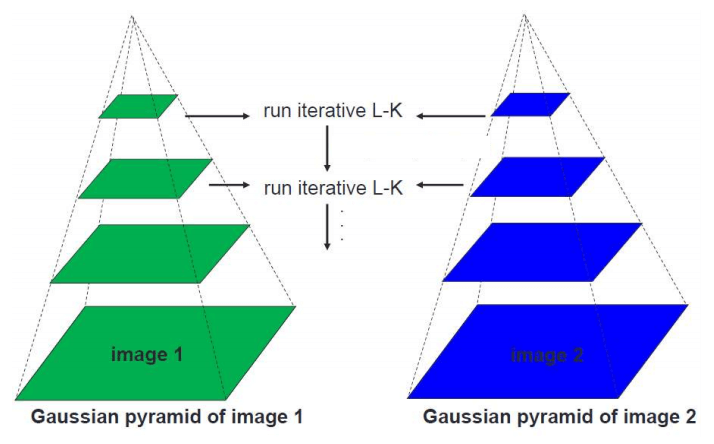 run iterative L-K
run iterative L-K
image 1
image 2
Gaussian pyramid of image 1
Gaussian pyramid of image 2